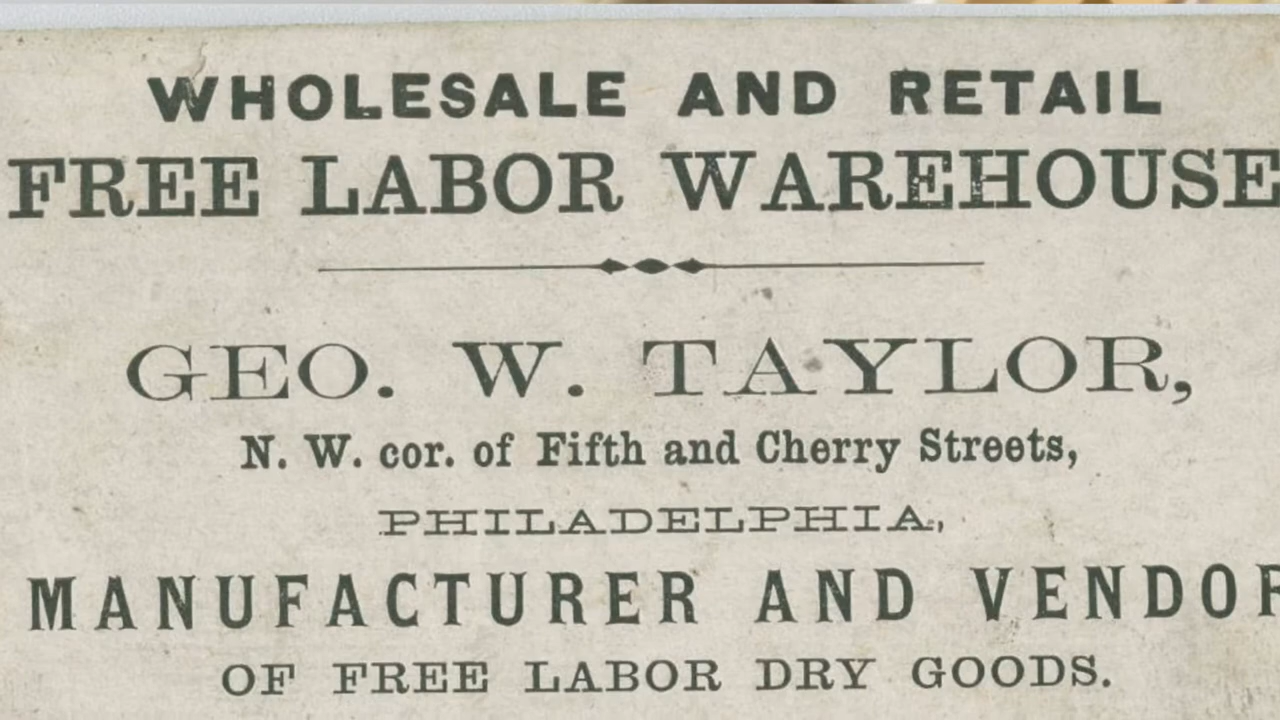 WHOLESALE AND RETAIL
FREE LABOR WAREHOUSE
GEO. W. TAYLOR,
N. W. cor. of Fifth and Cherry Streets,
PHILADELPHIA,
MANUFACTURER AND VENDOR
OF FREE LABOR DRY GOODS.